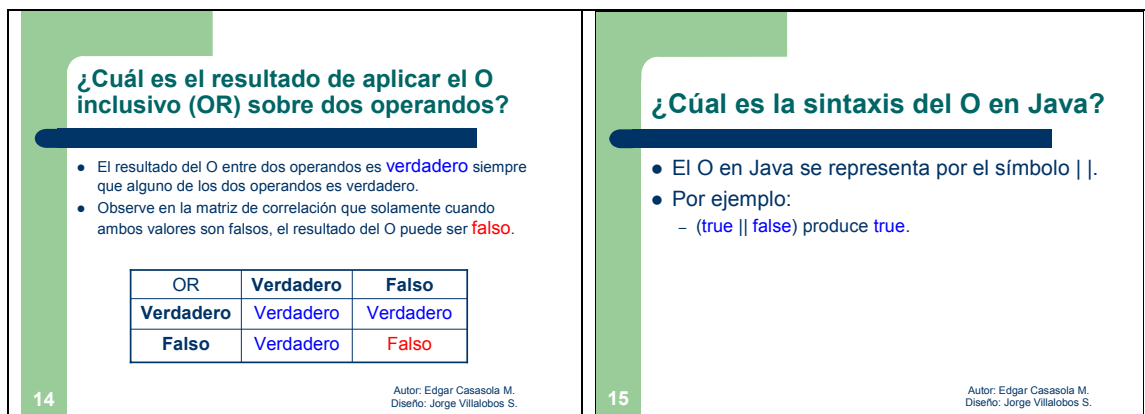 ¿Cuál es el resultado de aplicar el O
inclusivo (OR) sobre dos operandos?
● El resultado del O entre dos operandos es verdadero siempre
que alguno de los dos operandos es verdadero.
● Observe en la matriz de correlación que solamente cuando
ambos valores son falsos, el resultado del O puede ser falso.
OR Verdadero Falso
Verdadero Verdadero Verdadero
Falso Verdadero Falso
14
Autor: Edgar Casasola M.
Diseño: Jorge Villalobos S.
¿Cúal es la sintaxis del O en Java?
● El O en Java se representa por el símbolo | |.
● Por ejemplo:
– (true || false) produce true.
15
Autor: Edgar Casasola M.
Diseño: Jorge Villalobos S.